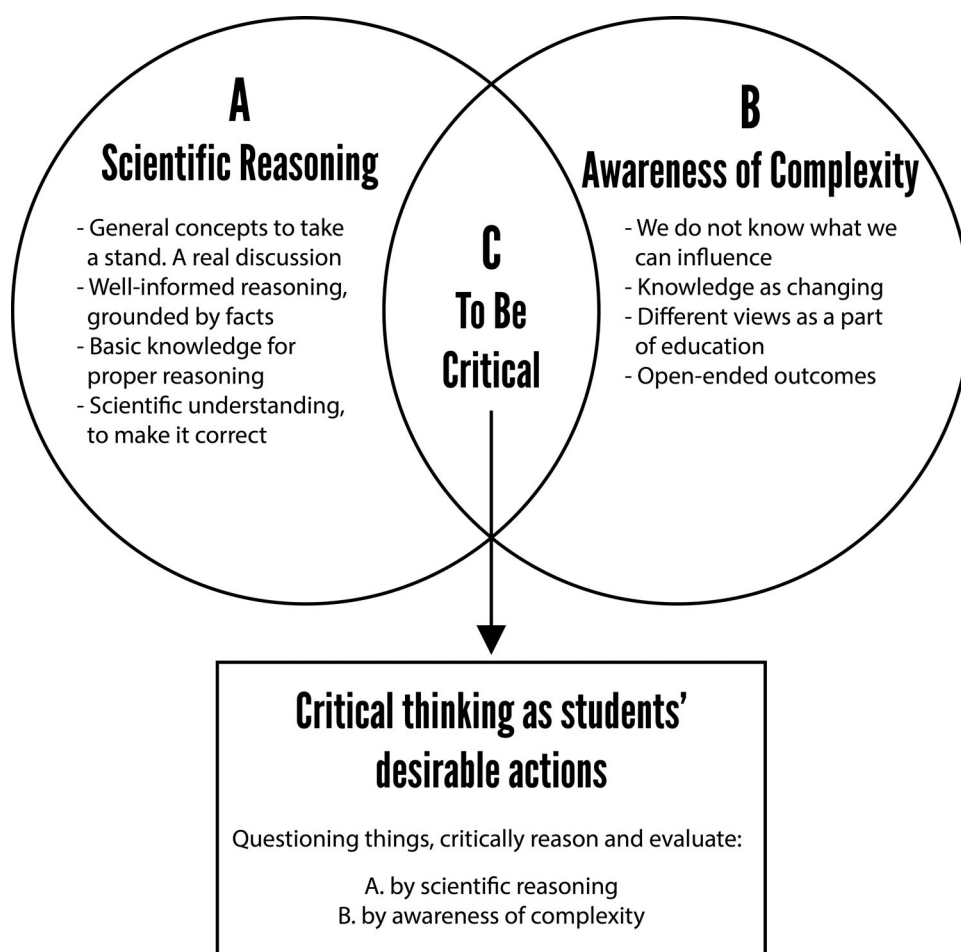 A
Scientific Reasoning
- General concepts to take
a stand. A real discussion
- Well-informed reasoning,
grounded by facts
- Basic knowledge for
proper reasoning
- Scientific understanding,
to make it correct
C
To Be
Critical
B
Awareness of Complexity
- We do not know what we
can influence
- Knowledge as changing
- Different views as a part
of education
- Open-ended outcomes
Critical thinking as students’
desirable actions
Questioning things, critically reason and evaluate:
A. by scientific reasoning
B. by awareness of complexity